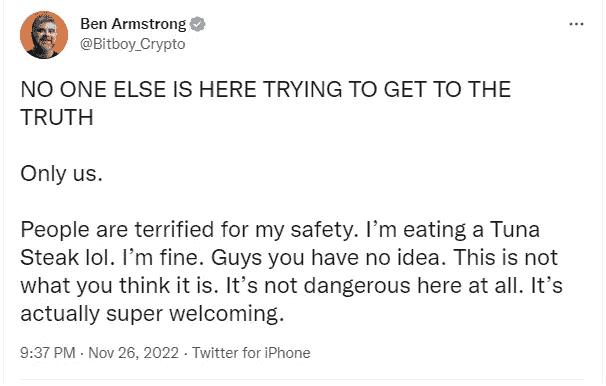 Ben Armstrong
@Bitboy_Crypto
NO ONE ELSE IS HERE TRYING TO GET TO THE
TRUTH
Only us.
People are terrified for my safety. I’m eating a Tuna
Steak lol. I’m fine. Guys you have no idea. This is not
what you think it is. It’s not dangerous here at all. It’s
actually super welcoming.
9:37 PM · Nov 26, 2022 · Twitter for iPhone